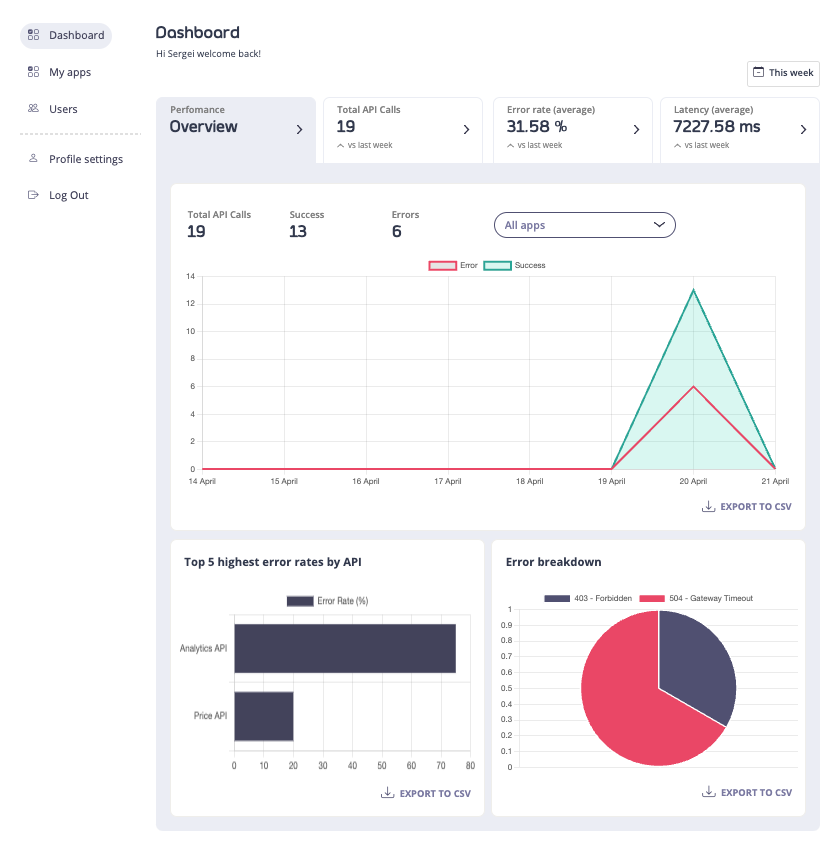 Dashboard
My apps
Users
Profile settings
Log Out
Dashboard
Hi Sergei welcome back!
This week
Perfomance
Overview
Total API Calls
19
vs last week
Error rate (average)
31.58 %
vs last week
Latency (average)
7227.58 ms
vs last week
Total API Calls
19
Success
13
Errors
6
All apps
Error
Success
14
12
10
8
6
4
2
0
14 April
15 April
16 April
17 April
18 April
19 April
20 April
21 April
EXPORT TO CSV
Top 5 highest error rates by API
Error Rate (%)
Analytics API
Price API
0
10
20
30
40
50
60
70
80
EXPORT TO CSV
Error breakdown
403 - Forbidden
504 - Gateway Timeout
1
0.9
0.8
0.7
0.6
0.5
0.4
0.3
0.2
0.1
0
EXPORT TO CSV